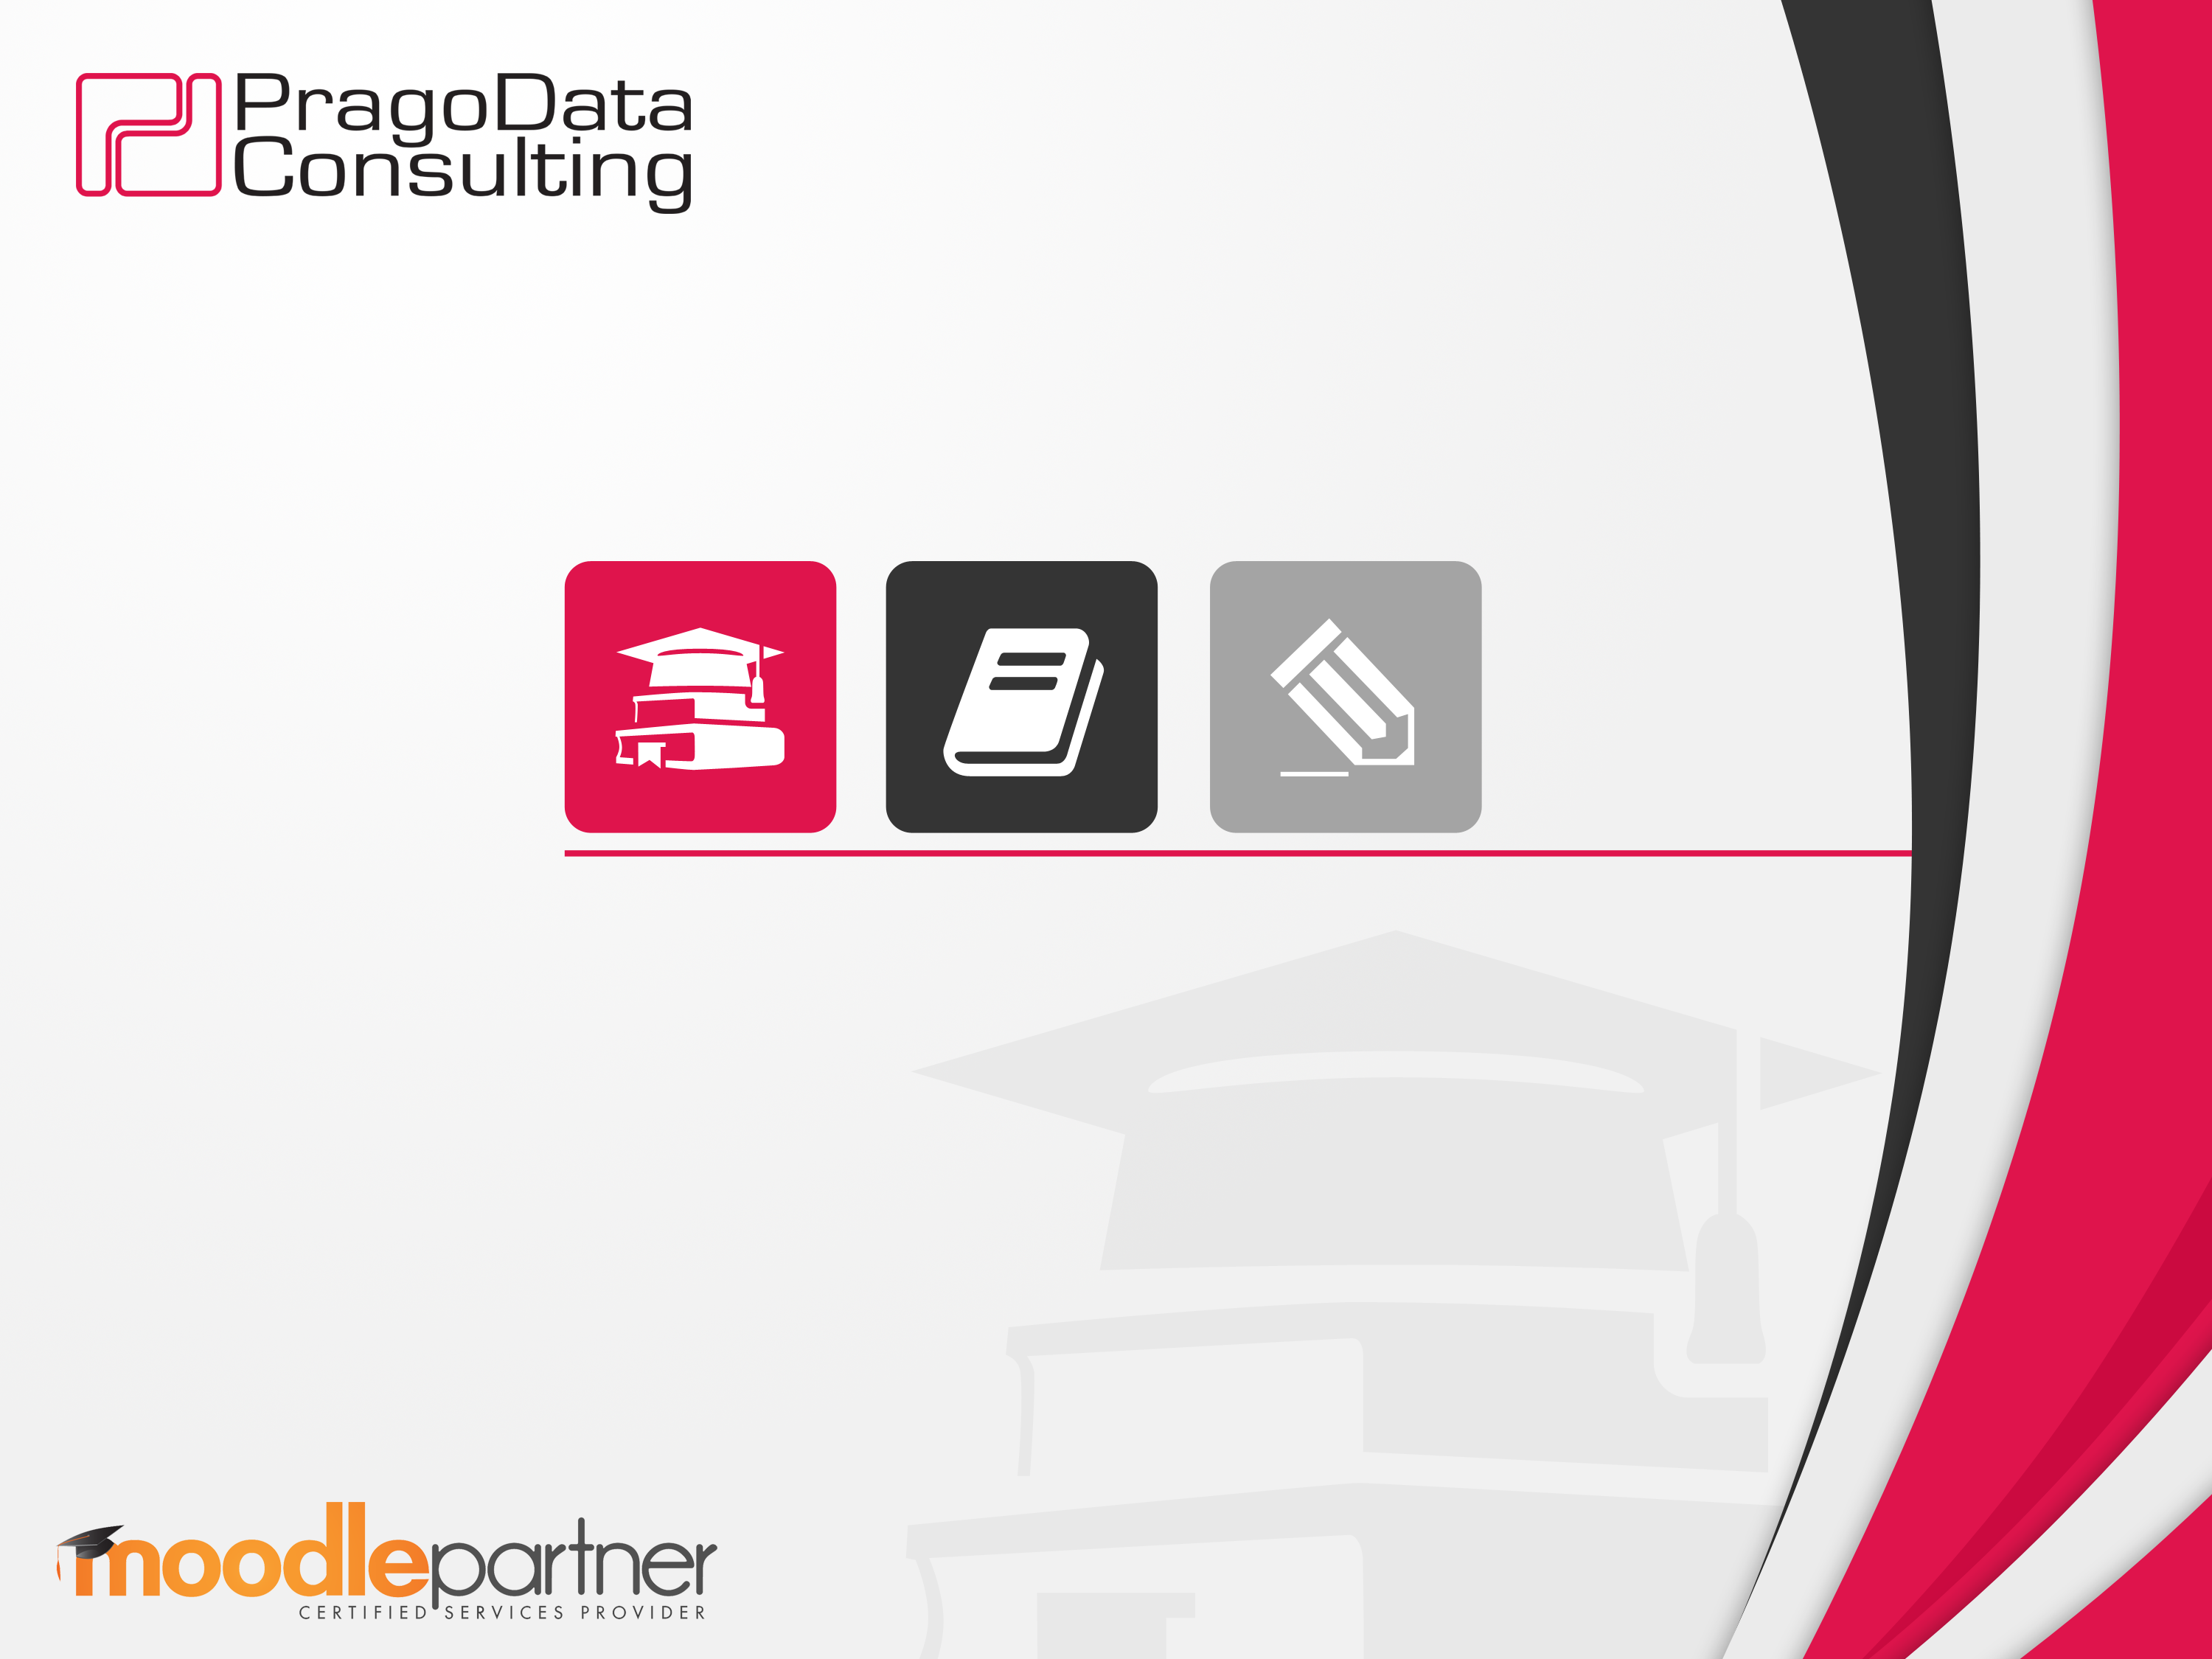 PragoData
Consulting
moodlepartner
CERTIFIED SERVICES PROVIDER